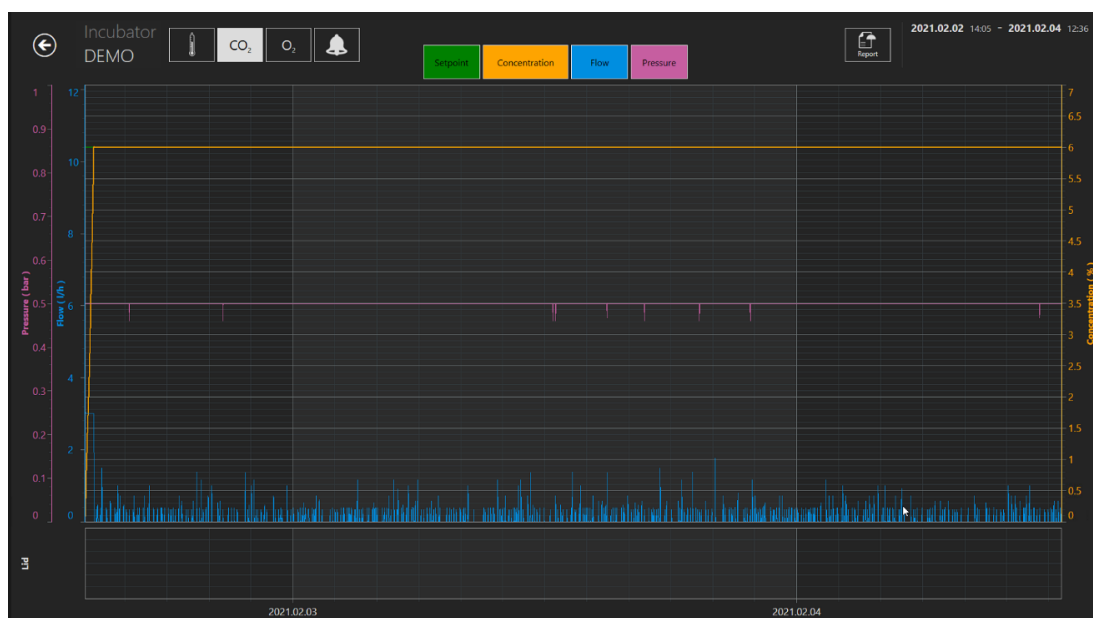 Incubator
DEMO
CO₂
O₂
Report
2021.02.02 14:05 - 2021.02.04 12:36
Setpoint
Concentration
Flow
Pressure
Pressure ( bar )
1
0.9
0.8
0.7
0.6
0.5
0.4
0.3
0.2
0.1
0
Flow ( l/h )
12
10
8
6
4
2
0
7
6.5
6
5.5
5
4.5
4
3.5
3
2.5
2
1.5
1
0.5
0
Concentration ( % )
Lid
2021.02.03
2021.02.04